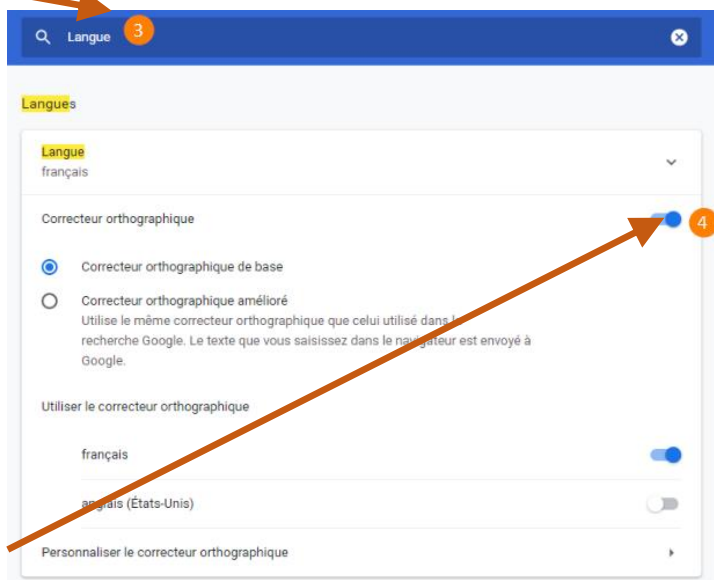 Langue 3
Langues
Langue
français
Correcteur orthographique
4
Correcteur orthographique de base
Correcteur orthographique amélioré
Utilise le même correcteur orthographique que celui utilisé dans la
recherche Google. Le texte que vous saisissez dans le navigateur est envoyé à
Google.
Utiliser le correcteur orthographique
français
anglais (États-Unis)
Personnaliser le correcteur orthographique